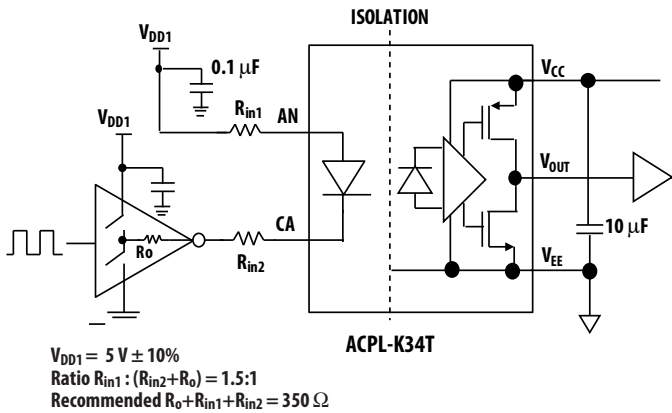 ISOLATION
VDD1
0.1 µF
VCC
Rin1
AN
VDD1
VOUT
CA
10 µF
Ro
Rin2
VEE
ACPL-K34T
VDD1 = 5 V ± 10%
Ratio Rin1 : (Rin2+Ro) = 1.5:1
Recommended Ro+Rin1+Rin2 = 350 Ω